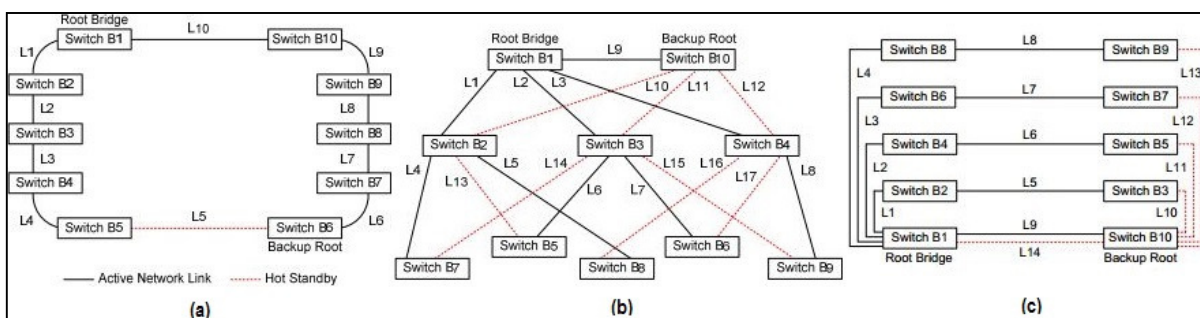 Root Bridge
Switch B1
L10
Switch B10
L1
L9
Switch B2
Switch B9
L2
L8
Switch B3
Switch B8
L3
L7
Switch B4
Switch B7
L4
L5
L6
Switch B5
Switch B6
Backup Root
Active Network Link
Hot Standby
(a)
Root Bridge
Backup Root
Switch B1
L9
Switch B10
L1
L2
L3
L10
L11
L12
Switch B2
Switch B3
Switch B4
L4
L13
L5
L14
L6
L7
L15
L16
L17
L8
Switch B5
Switch B6
Switch B7
Switch B8
Switch B9
(b)
Switch B8
L8
Switch B9
L4
L13
Switch B6
L7
Switch B7
L3
L12
Switch B4
L6
Switch B5
L2
L11
Switch B2
L5
Switch B3
L1
L10
Switch B1
L9
Switch B10
Root Bridge
L14
Backup Root
(c)